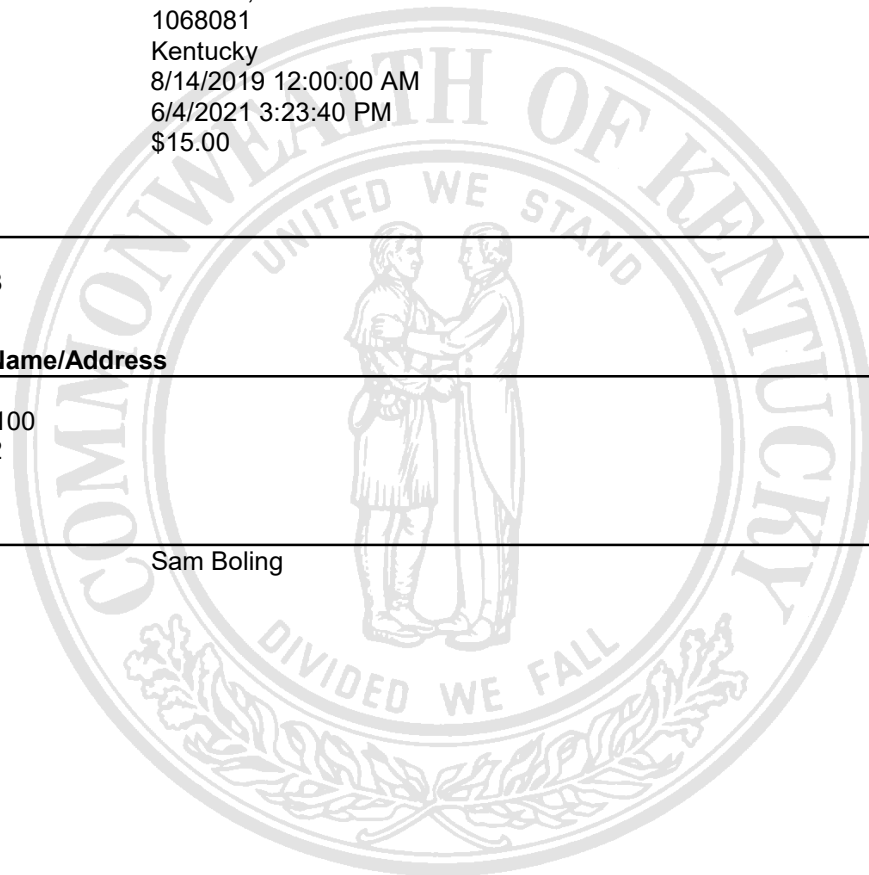 1068081
Kentucky
8/14/2019 12:00:00 AM
6/4/2021 3:23:40 PM
$15.00
COMMONWEALTH OF KENTUCKY
UNITED WE STAND
Name/Address
100
Sam Boling
DIVIDED WE FALL